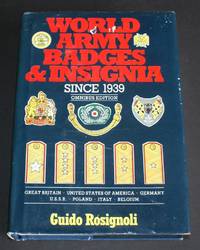 WORLD
ARMY
BADGES
& INSIGNIA
SINCE 1939
OMNIBUS EDITION
GREAT BRITAIN · UNITED STATES OF AMERICA · GERMANY
U.S.S.R. · POLAND · ITALY · BELGIUM
Guido Rosignoli